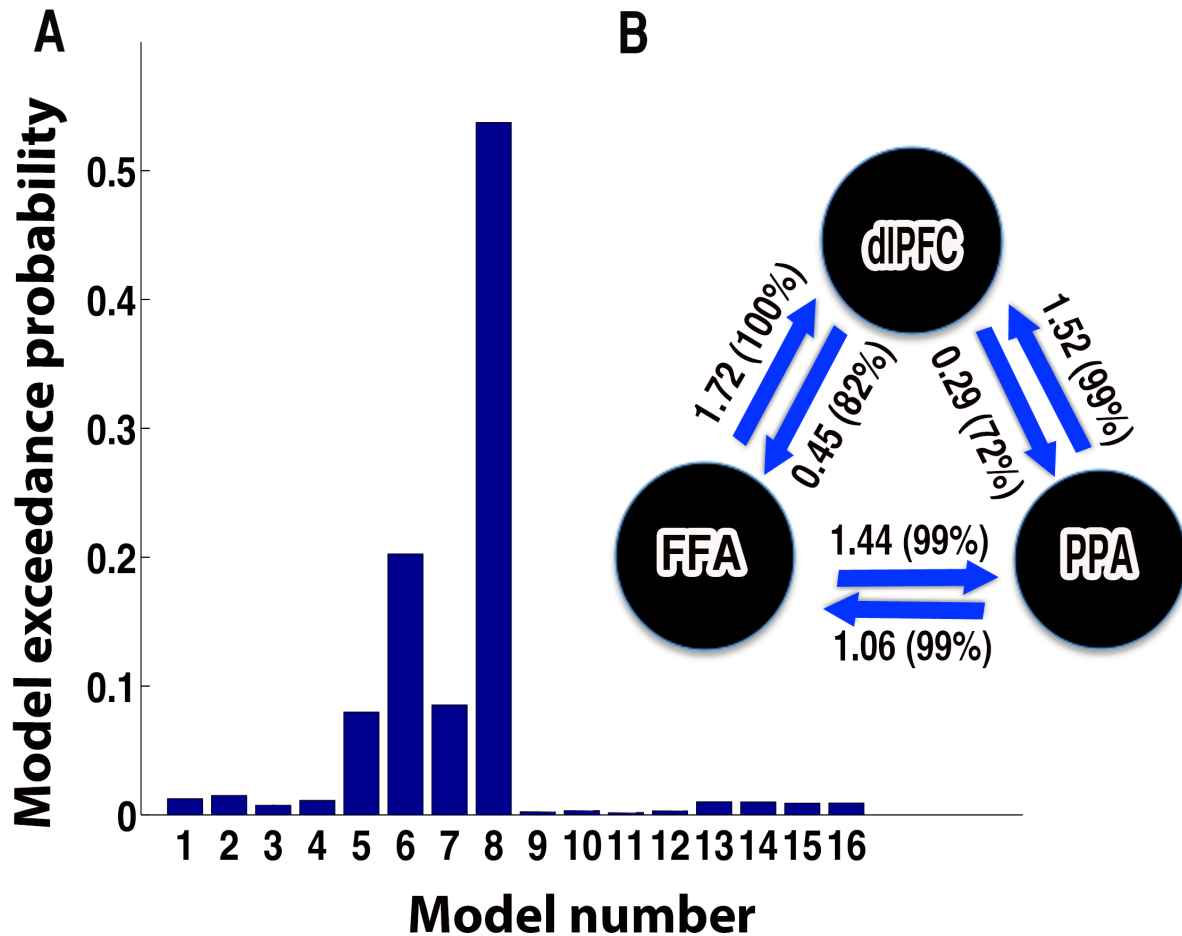 A
B
Model exceedance probability
0.5
0.4
0.3
0.2
0.1
0
1 2 3 4 5 6 7 8 9 10 11 12 13 14 15 16
Model number
dlPFC
1.72 (100%)
0.45 (82%)
0.29 (72%)
1.52 (99%)
FFA
1.44 (99%)
PPA
1.06 (99%)